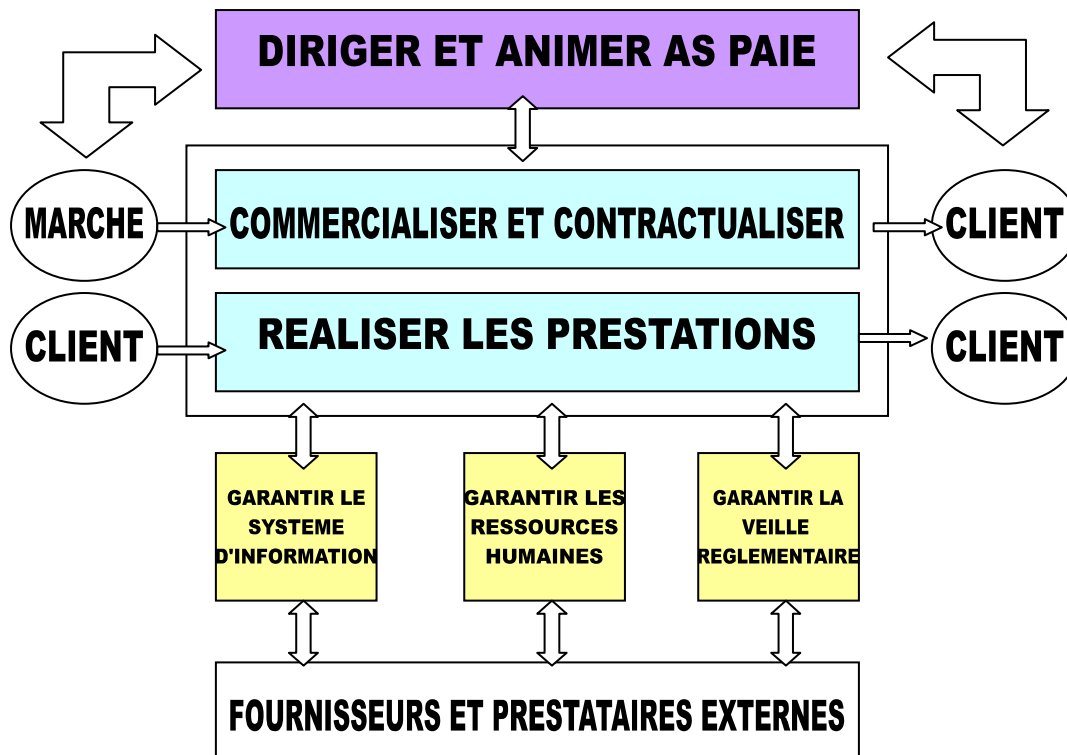 DIRIGER ET ANIMER AS PAIE
MARCHE
COMMERCIALISER ET CONTRACTUALISER
CLIENT
CLIENT
REALISER LES PRESTATIONS
CLIENT
GARANTIR LE
SYSTEME
D'INFORMATION
GARANTIR LES
RESSOURCES
HUMAINES
GARANTIR LA
VEILLE
REGLEMENTAIRE
FOURNISSEURS ET PRESTATAIRES EXTERNES